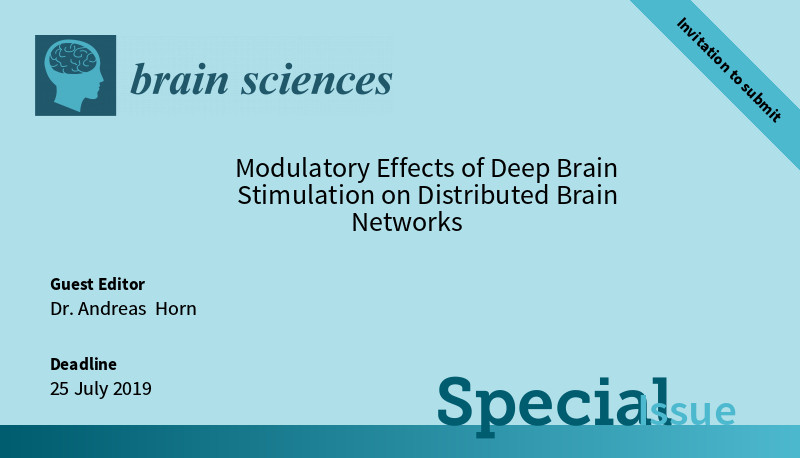 Invitation to submit
brain sciences
Modulatory Effects of Deep Brain
Stimulation on Distributed Brain
Networks
Guest Editor
Dr. Andreas  Horn
Deadline
25 July 2019
Special
Issue